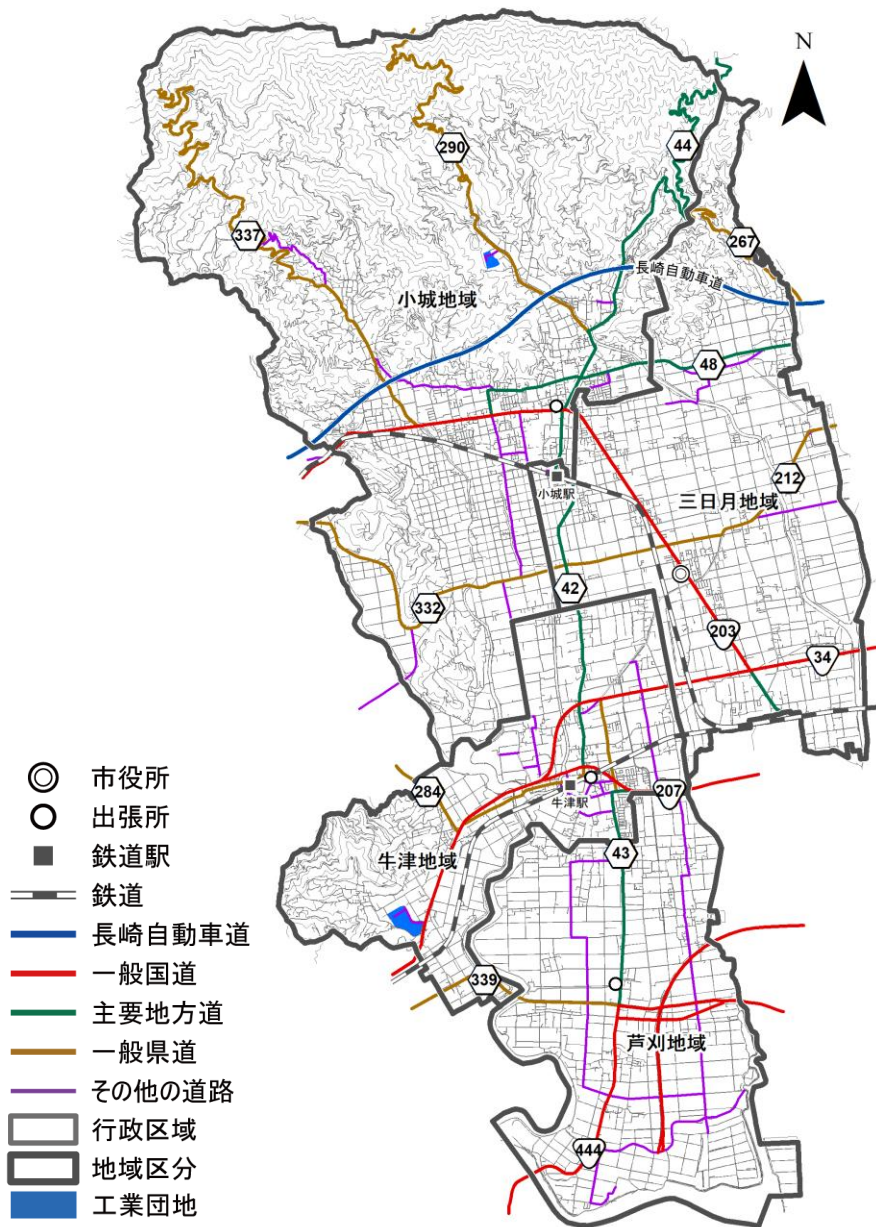 N
290
44
337
267
長崎自動車道
小城地域
48
212
小城駅
三日月地域
42
332
203
34
284
207
牛津駅
43
牛津地域
339
芦刈地域
444
市役所
出張所
鉄道駅
鉄道
長崎自動車道
一般国道
主要地方道
一般県道
その他の道路
行政区域
地域区分
工業団地